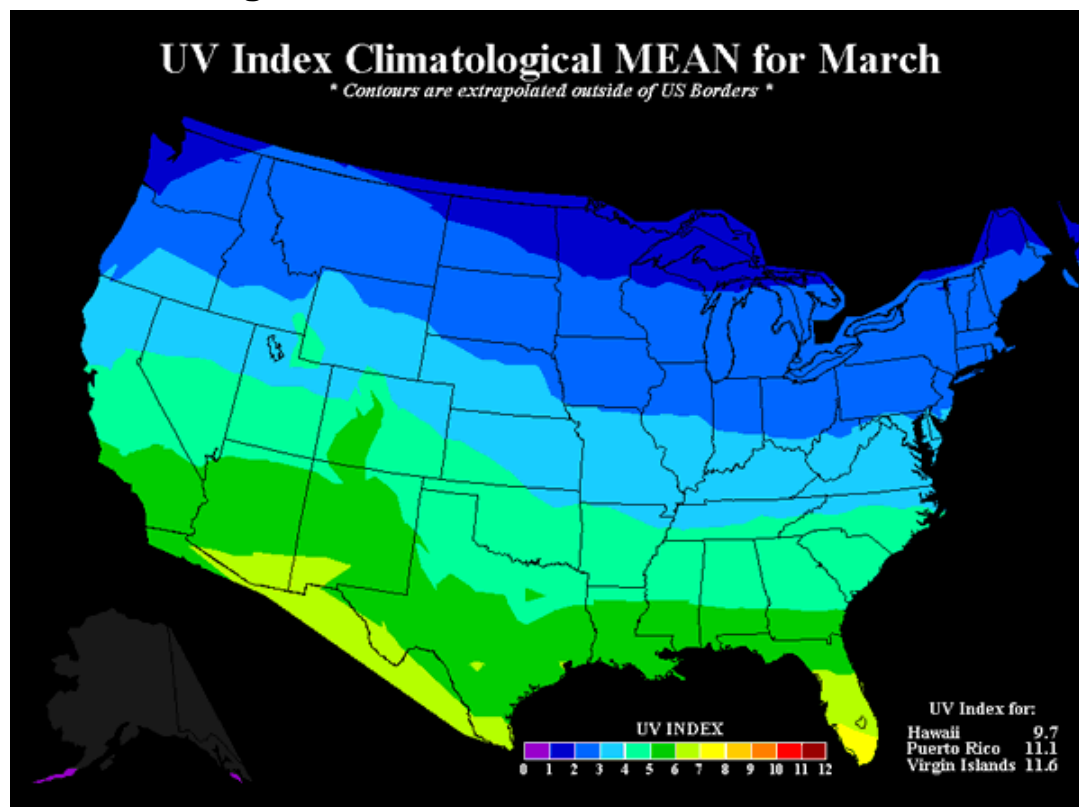 UV Index Climatological MEAN for March
* Contours are extrapolated outside of US Borders *
UV Index for:
Hawaii 9.7
Puerto Rico 11.1
Virgin Islands 11.6
UV INDEX
0 1 2 3 4 5 6 7 8 9 10 11 12